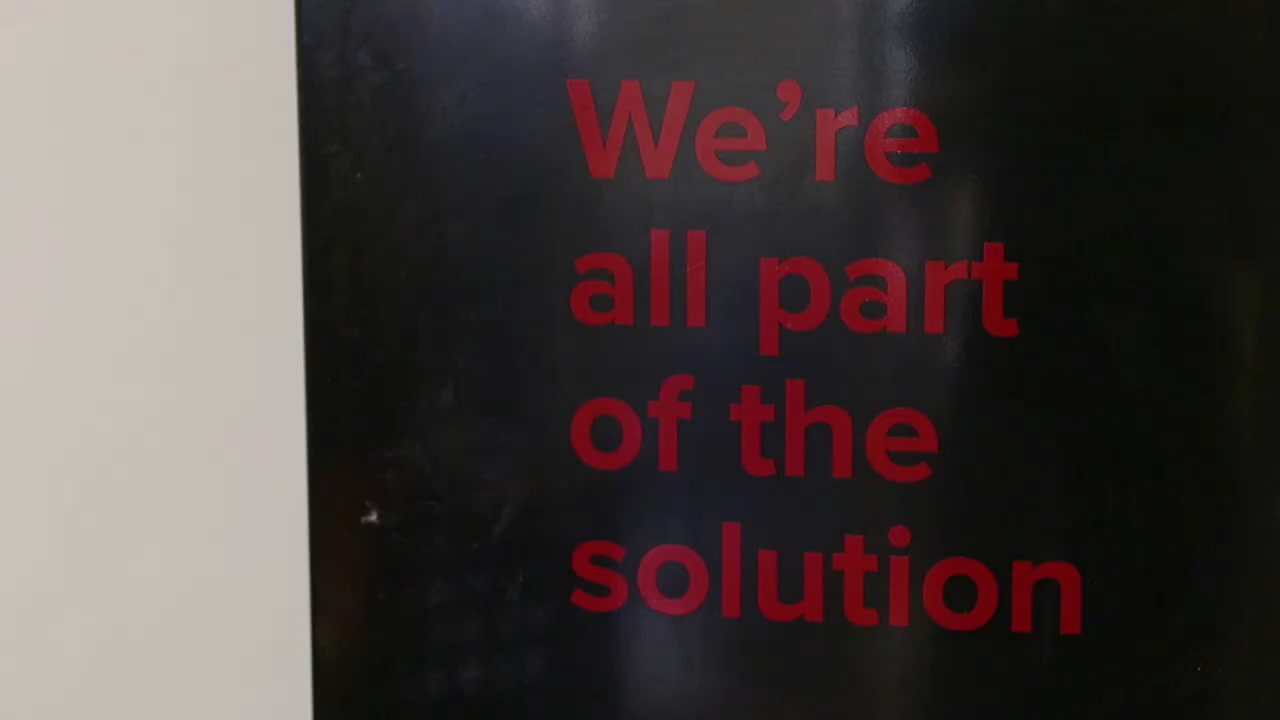 We’re
all part
of the
solution